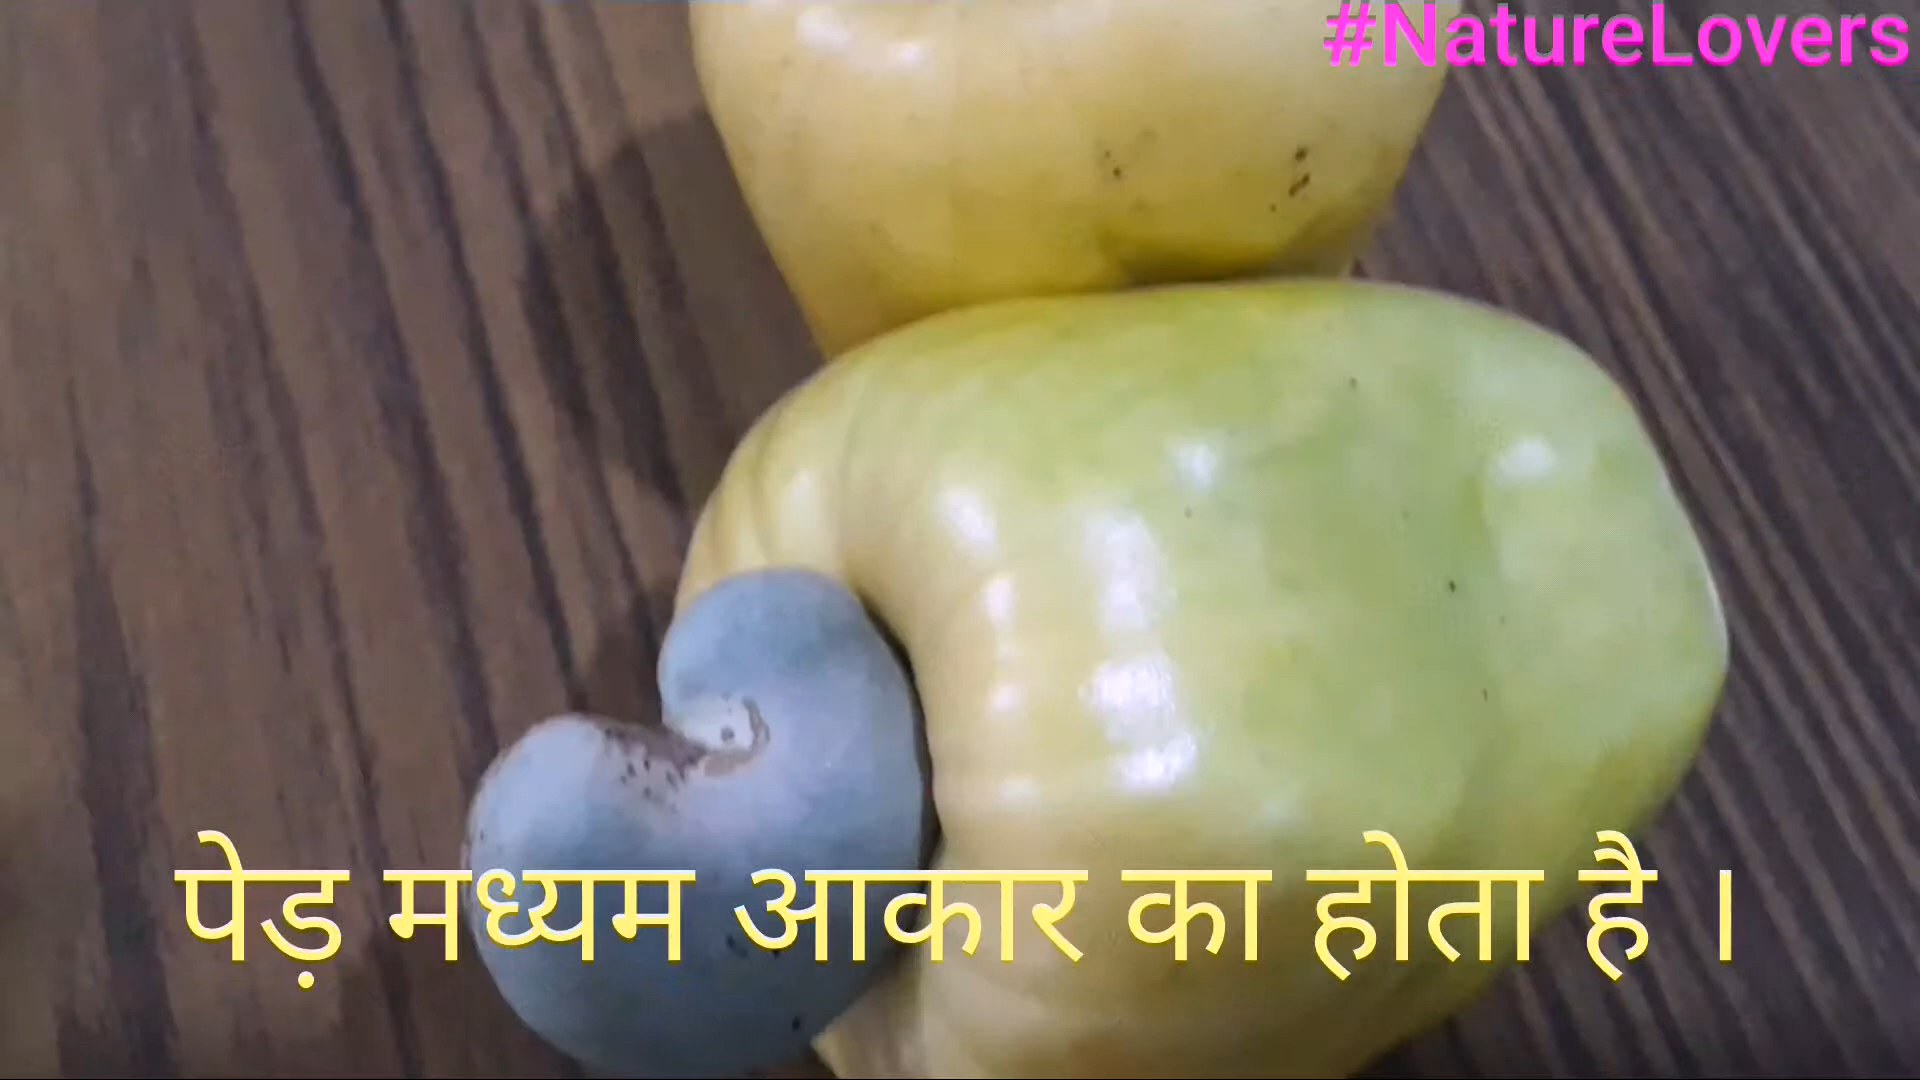 #NatureLovers
पेड़ मध्यम आकार का होता है ।